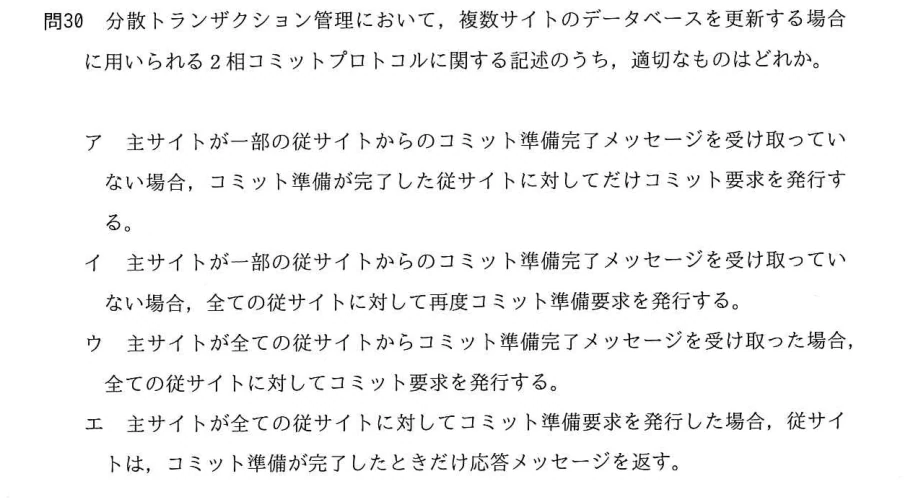 問30 分散トランザクション管理において，複数サイトのデータベースを更新する場合
に用いられる２相コミットプロトコルに関する記述のうち，適切なものはどれか。
ア 主サイトが一部の従サイトからのコミット準備完了メッセージを受け取ってい
ない場合，コミット準備が完了した従サイトに対してだけコミット要求を発行す
る。
イ 主サイトが一部の従サイトからのコミット準備完了メッセージを受け取ってい
ない場合，全ての従サイトに対して再度コミット準備要求を発行する。
ウ 主サイトが全ての従サイトからコミット準備完了メッセージを受け取った場合，
全ての従サイトに対してコミット要求を発行する。
エ 主サイトが全ての従サイトに対してコミット準備要求を発行した場合，従サイ
トは，コミット準備が完了したときだけ応答メッセージを返す。